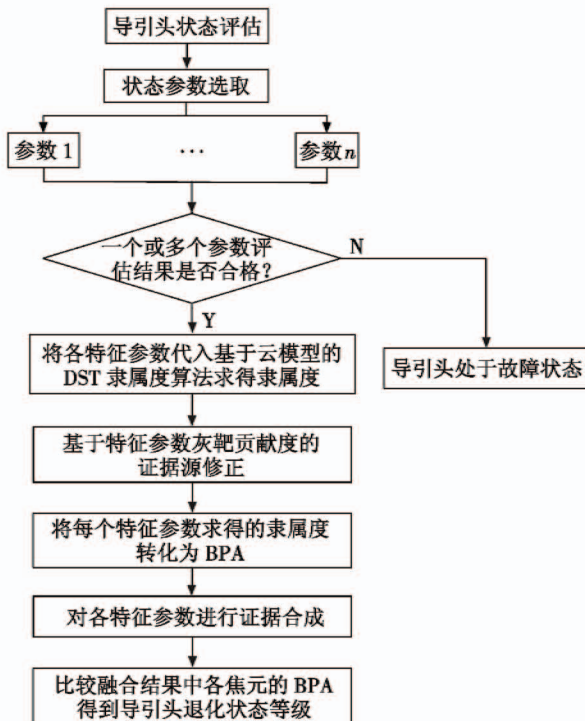 导引头状态评估
状态参数选取
参数 1
···
参数 n
一个或多个参数评
估结果是否合格?
N
Y
将各特征参数代入基于云模型的
DST 隶属度算法求得隶属度
导引头处于故障状态
基于特征参数灰靶贡献度的
证据源修正
将每个特征参数求得的隶属度
转化为 BPA
对各特征参数进行证据合成
比较融合结果中各焦元的 BPA
得到导引头退化状态等级